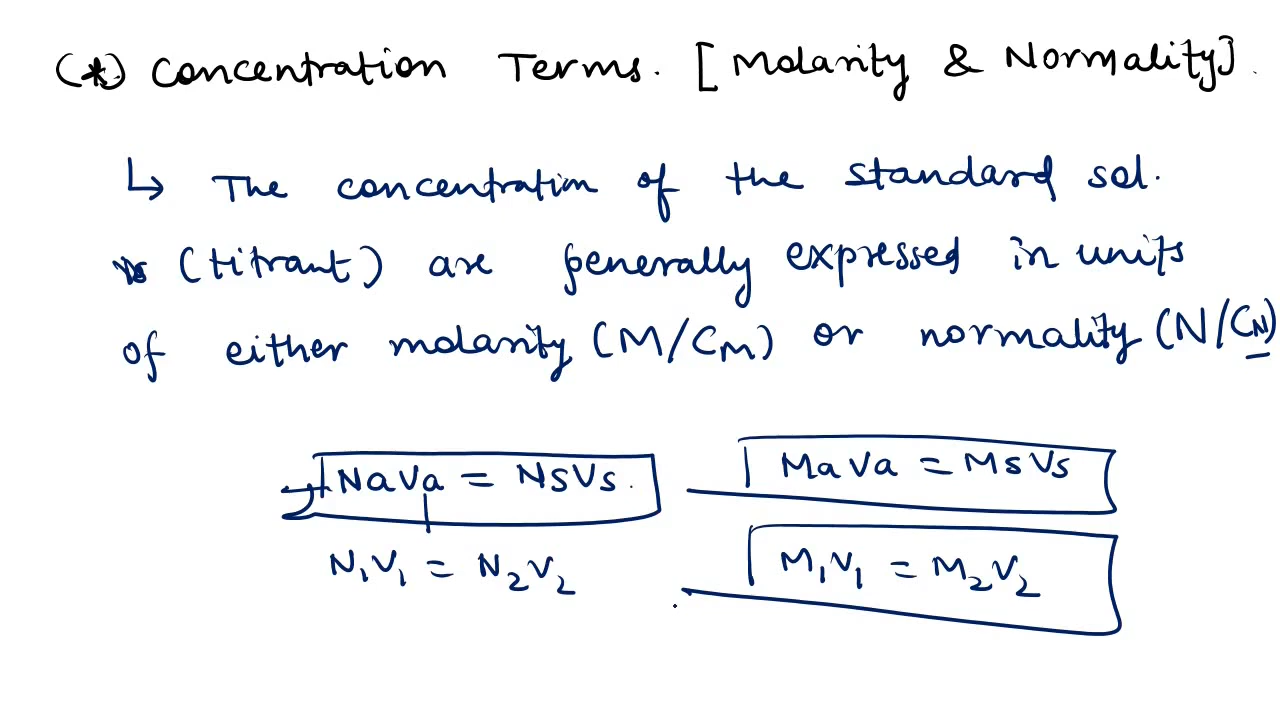 (*) Concentration Terms. [Molarity & Normality].
↳ The concentration of the standard sol.
(titrant) are generally expressed in units
of either molarity (M/CM) or normality (N/CN)
NaVa = NsVs.
MaVa = MsVs
N₁V₁ = N₂V₂
M₁V₁ = M₂V₂